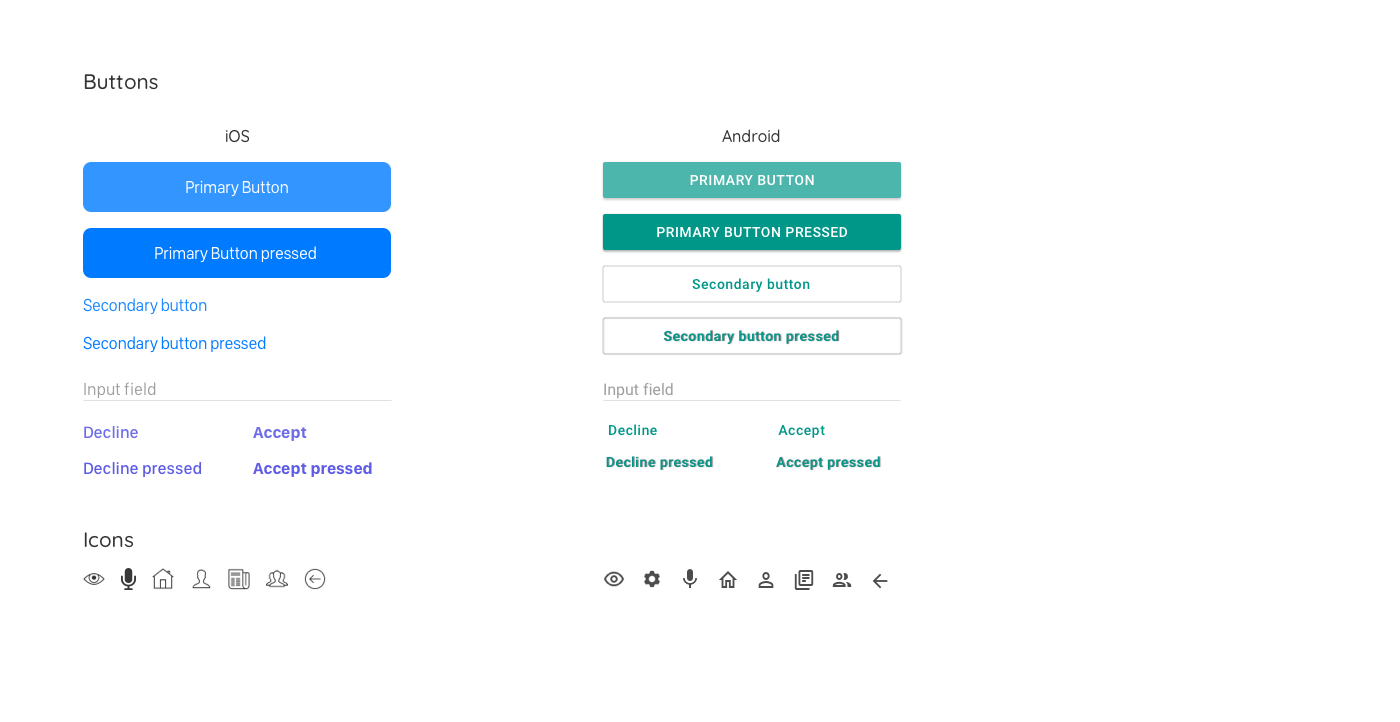 Buttons
iOS
Primary Button
Primary Button pressed
Secondary button
Secondary button pressed
Input field
Decline Accept
Decline pressed Accept pressed
Android
PRIMARY BUTTON
PRIMARY BUTTON PRESSED
Secondary button
Secondary button pressed
Input field
Decline Accept
Decline pressed Accept pressed
Icons